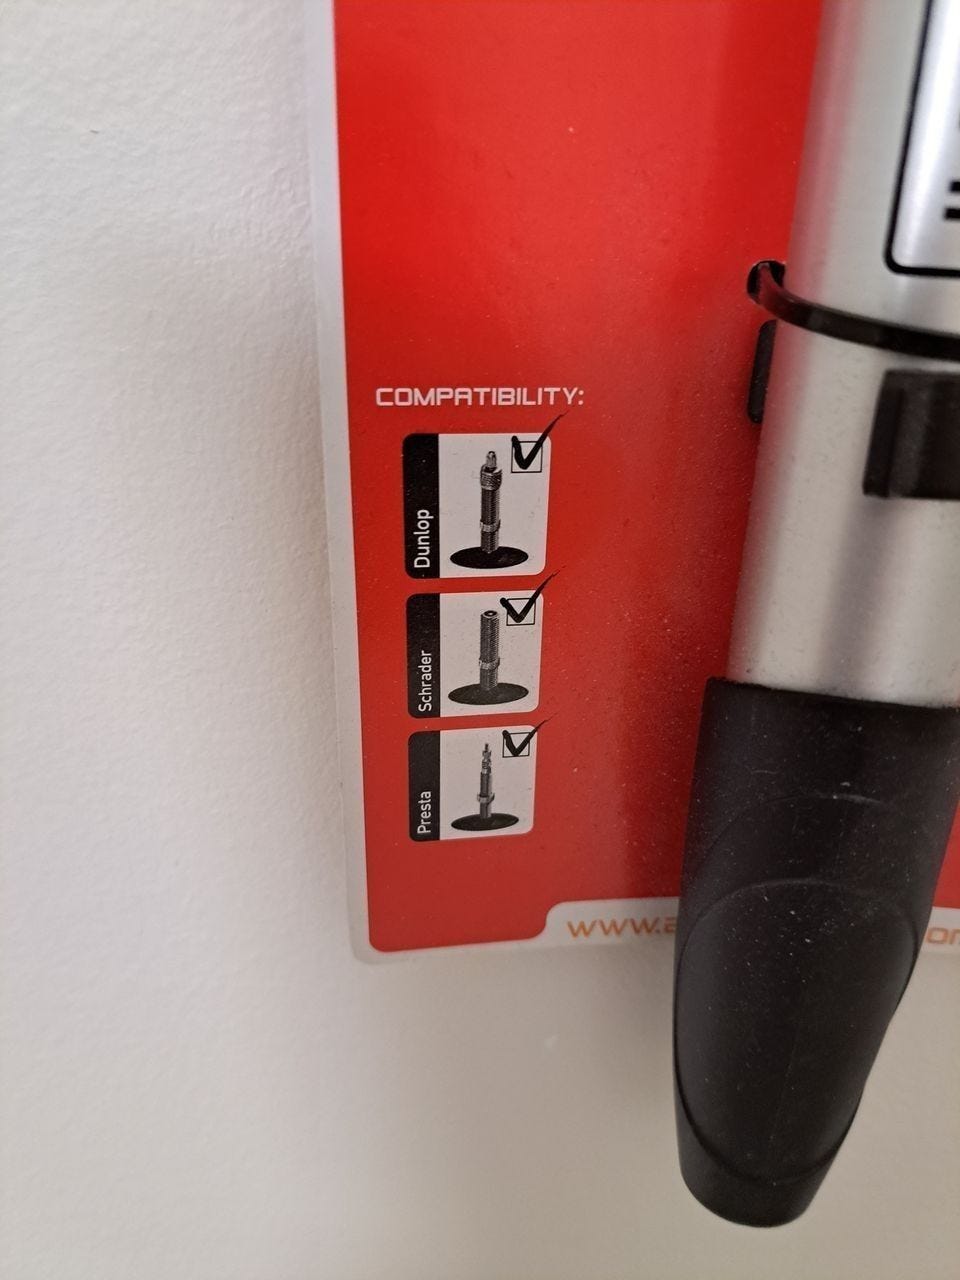 COMPATIBILITY:
Dunlop
Schrader
Presta